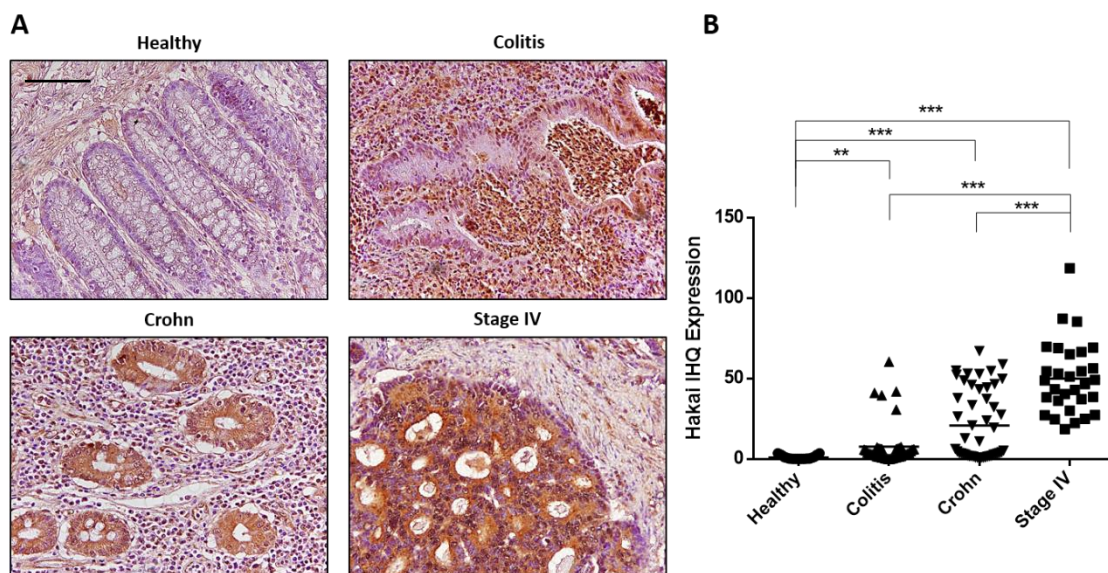 A
Healthy
Colitis
Crohn
Stage IV
B
***
***
**
***
***
Hakai IHQ Expression
150
100
50
0
Healthy
Colitis
Crohn
Stage IV